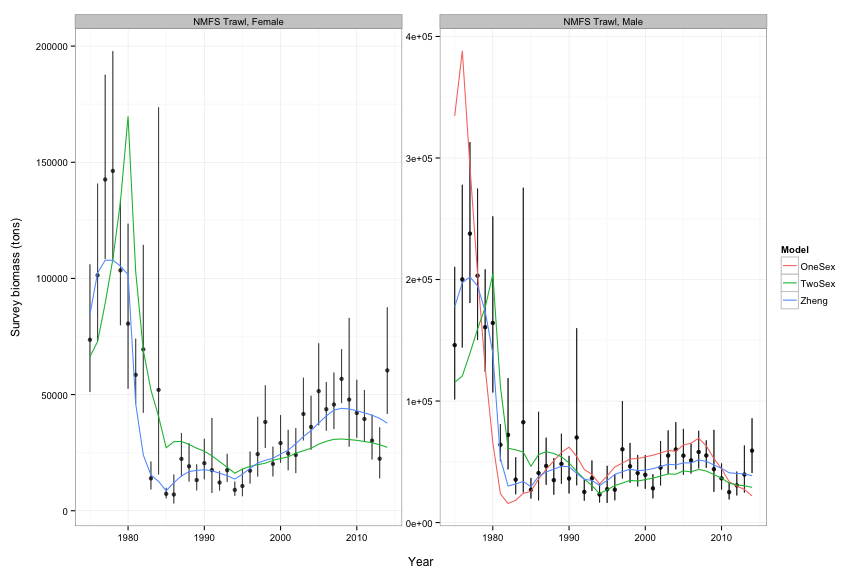 NMFS Trawl, Female
NMFS Trawl, Male
Survey biomass (tons)
200000
150000
100000
50000
0
4e+05
3e+05
2e+05
1e+05
0e+00
1980
1990
2000
2010
1980
1990
2000
2010
Year
Model
OneSex
TwoSex
Zheng